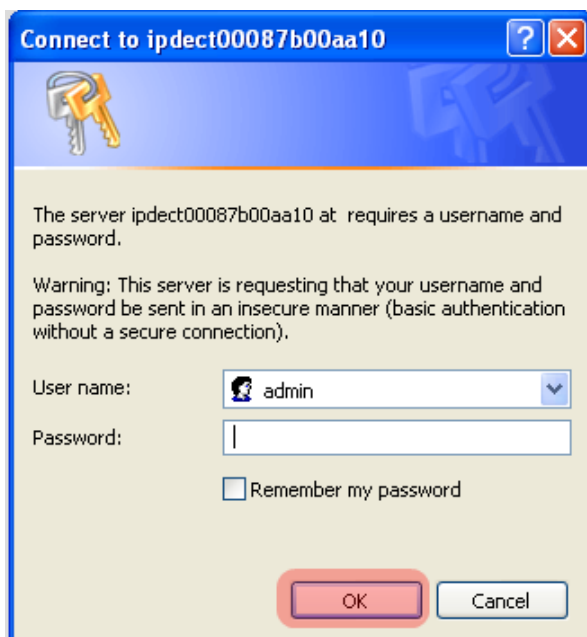 Connect to ipdect00087b00aa10
The server ipdect00087b00aa10 at  requires a username and
password.
Warning: This server is requesting that your username and
password be sent in an insecure manner (basic authentication
without a secure connection).
User name: admin
Password:
Remember my password
OK Cancel